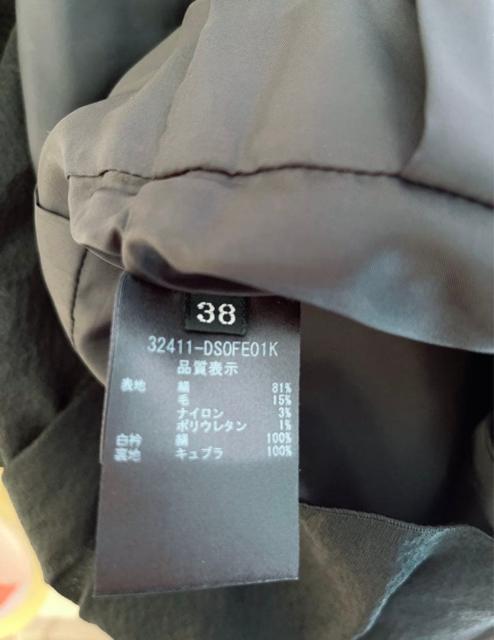 38
32411-DSOFE01K
品質表示
表地 絹 81%
毛 15%
ナイロン 3%
ポリウレタン 1%
白衿 絹 100%
裏地 キュプラ 100%